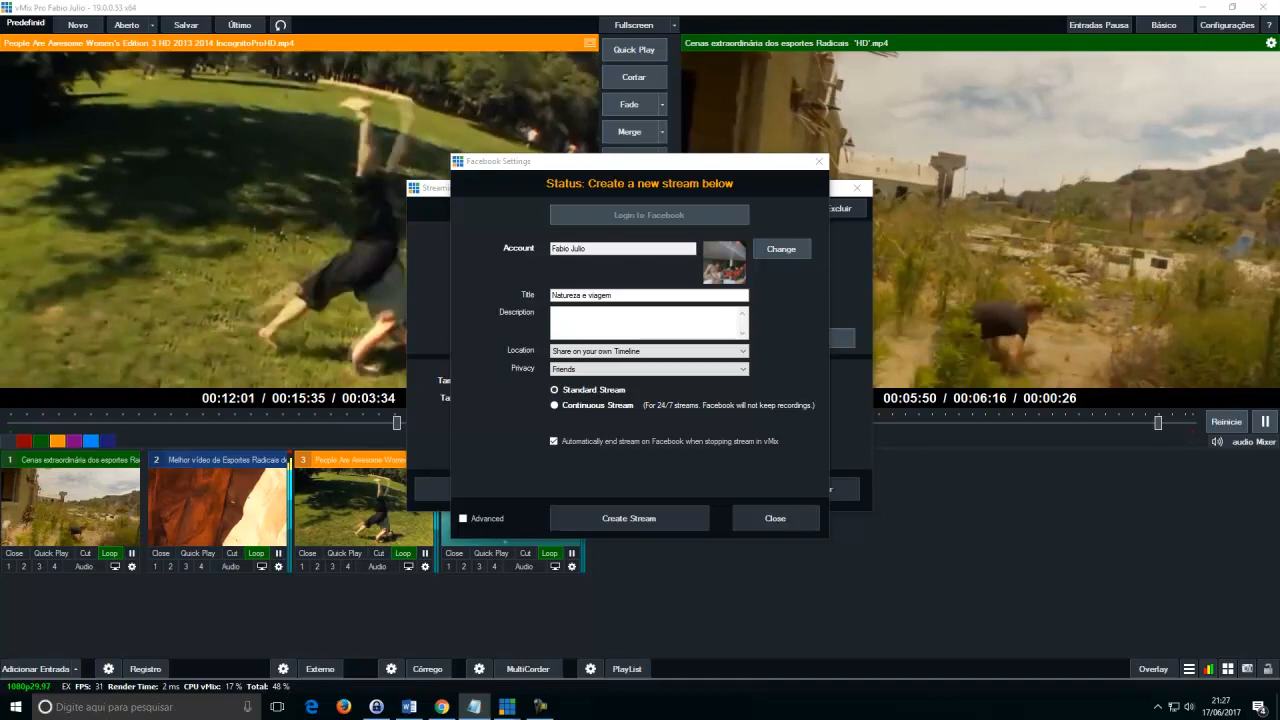 vMix Pro Fabio Julio - 19.0.0.53 x64
Predefinid Novo Aberto Salvar Último Fullscreen Entradas Pausa Básico Configurações ?
People Are Awesome Women's Edition 3 HD 2013 2014 IncognitoProHD.mp4
Quick Play
Cenas extraordinária dos esportes Radicais 'HD'.mp4
Cortar
Fade
Merge
Facebook Settings
Status: Create a new stream below
Streami
Excluir
Login to Facebook
Account Fabio Julio Change
Title Natureza e viagem
Description
Location Share on your own Timeline
Privacy Friends
Standard Stream
Continuous Stream (For 24/7 streams. Facebook will not keep recordings.)
Automatically end stream on Facebook when stopping stream in vMix
Advanced Create Stream Close
Ta
Ta
00:12:01 / 00:15:35 / 00:03:34
00:05:50 / 00:06:16 / 00:00:26
Reinicie
audio Mixer
1 Cenas extraordinária dos esportes Ra
2 Melhor vídeo de Esportes Radicais d
3 People Are Awesome Women
Close Quick Play Cut Loop Close Quick Play Cut Loop Close Quick Play Cut Loop Close Quick Play Cut Loop
1 2 3 4 Audio 1 2 3 4 Audio 1 2 3 4 Audio 1 2 3 4 Audio
Adicionar Entrada Registro Externo Córrego MultiCorder PlayList Overlay
1080p29.97 EX FPS: 31 Render Time: 2 ms CPU vMix: 17 % Total: 48 %
Digite aqui para pesquisar
21:27
17/06/2017
4